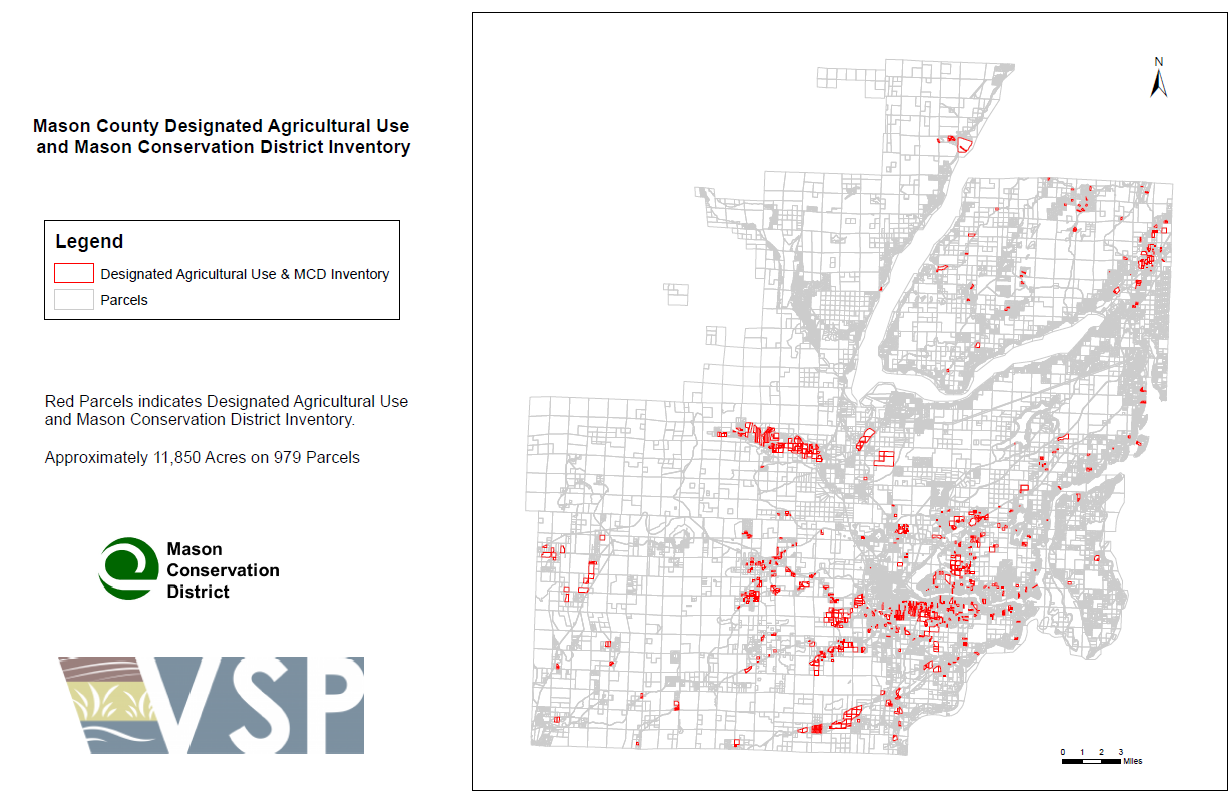 Mason County Designated Agricultural Use
and Mason Conservation District Inventory
Legend
Designated Agricultural Use & MCD Inventory
Parcels
Red Parcels indicates Designated Agricultural Use
and Mason Conservation District Inventory.
Approximately 11,850 Acres on 979 Parcels
Mason
Conservation
District
VSP
N
0 1 2 3
Miles